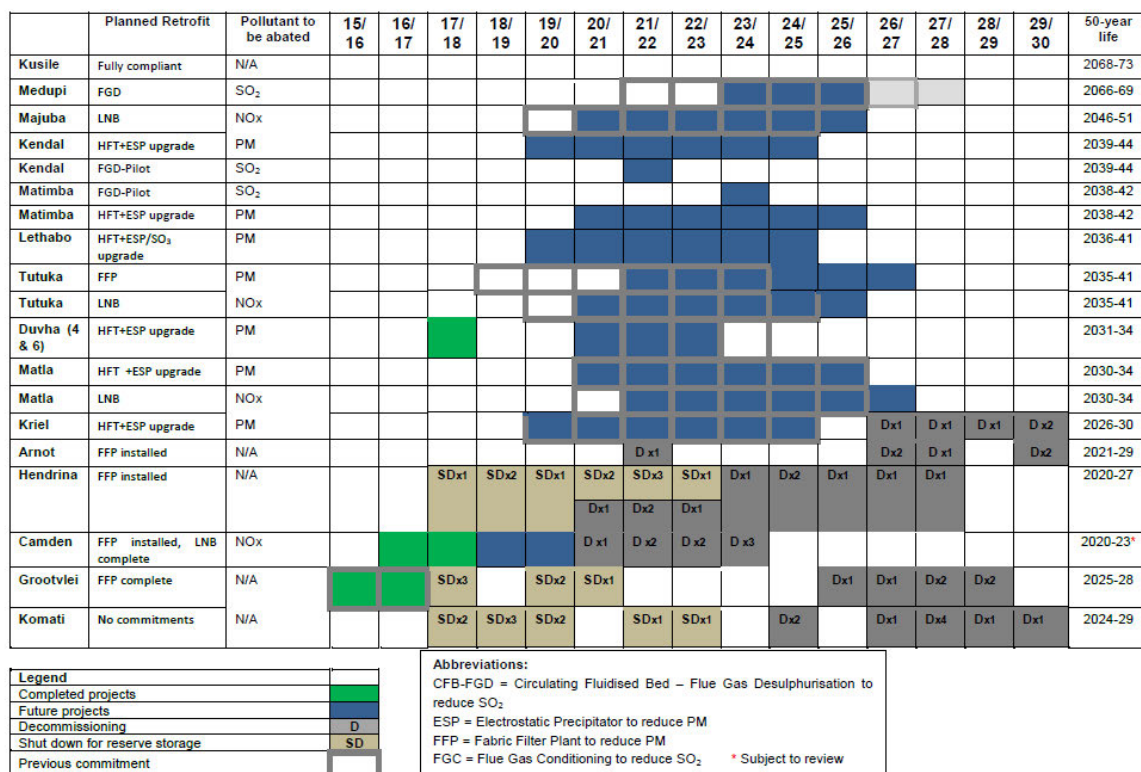 Planned Retrofit Pollutant to be abated 15/16 16/17 17/18 18/19 19/20 20/21 21/22 22/23 23/24 24/25 25/26 26/27 27/28 28/29 29/30 50-year life
Kusile Fully compliant N/A 2068-73
Medupi FGD SO₂ 2066-69
Majuba LNB NOx 2046-51
Kendal HFT+ESP upgrade PM 2039-44
Kendal FGD-Pilot SO₂ 2039-44
Matimba FGD-Pilot SO₂ 2038-42
Matimba HFT+ESP upgrade PM 2038-42
Lethabo HFT+ESP/SO₃ upgrade PM 2036-41
Tutuka FFP PM 2035-41
Tutuka LNB NOx 2035-41
Duvha (4 & 6) HFT+ESP upgrade PM 2031-34
Matla HFT +ESP upgrade PM 2030-34
Matla LNB NOx 2030-34
Kriel HFT+ESP upgrade PM Dx1 D x1 D x1 D x2 2026-30
Arnot FFP installed N/A D x1 Dx2 D x1 Dx2 2021-29
Hendrina FFP installed N/A SDx1 SDx2 SDx1 SDx2 SDx3 SDx1 Dx1 Dx2 Dx1 Dx1 Dx1 2020-27
Dx1 Dx2 Dx1
Camden FFP installed, LNB complete NOx D x1 D x2 D x2 D x3 2020-23*
Grootvlei FFP complete N/A SDx3 SDx2 SDx1 Dx1 Dx1 Dx2 Dx2 2025-28
Komati No commitments N/A SDx2 SDx3 SDx2 SDx1 SDx1 Dx2 Dx1 Dx4 Dx1 Dx1 2024-29
Legend
Completed projects
Future projects
Decommissioning D
Shut down for reserve storage SD
Previous commitment
Abbreviations:
CFB-FGD = Circulating Fluidised Bed – Flue Gas Desulphurisation to
reduce SO₂
ESP = Electrostatic Precipitator to reduce PM
FFP = Fabric Filter Plant to reduce PM
FGC = Flue Gas Conditioning to reduce SO₂ * Subject to review